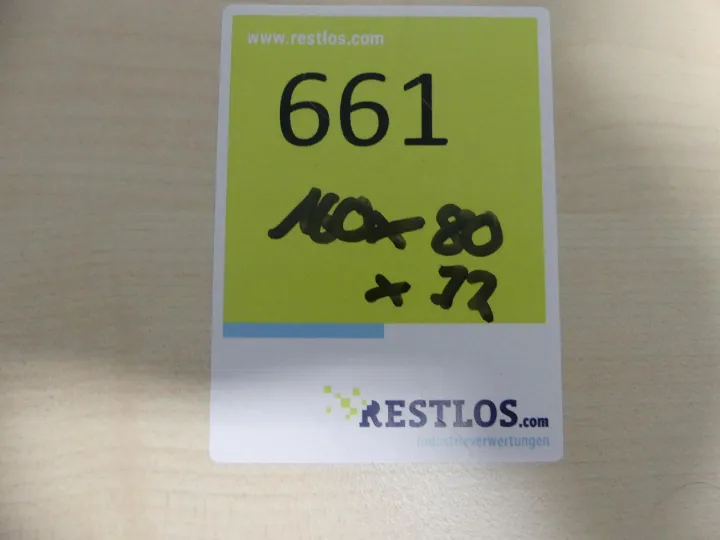 www.restlos.com
661
160x80
x 72
RESTLOS.com
industrieverwertungen